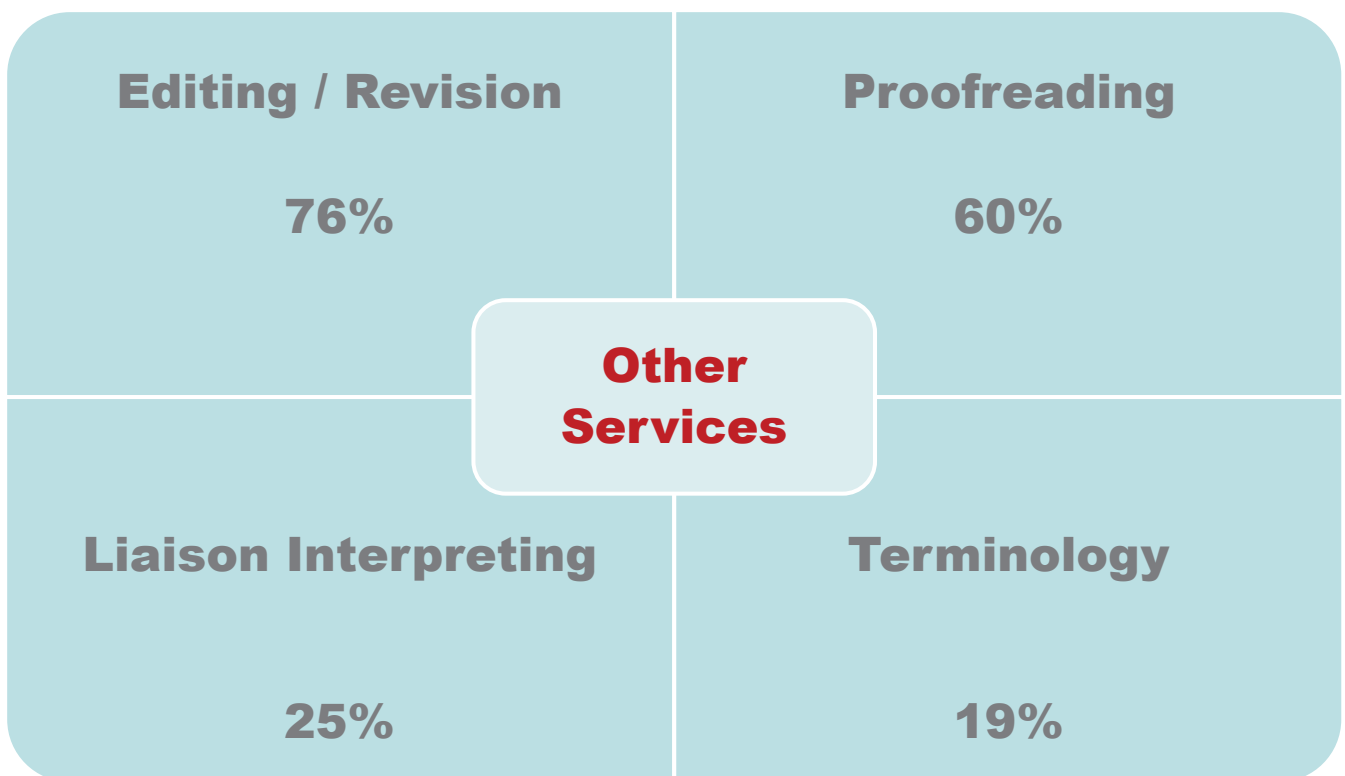 Editing / Revision
76%
Proofreading
60%
Other
Services
Liaison Interpreting
25%
Terminology
19%